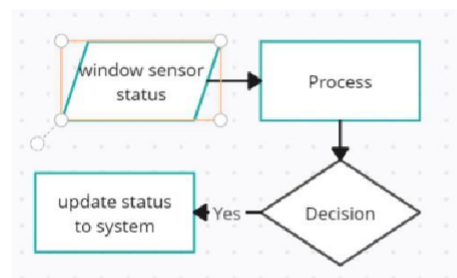 window sensor
status
Process
Decision
Yes
update status
to system